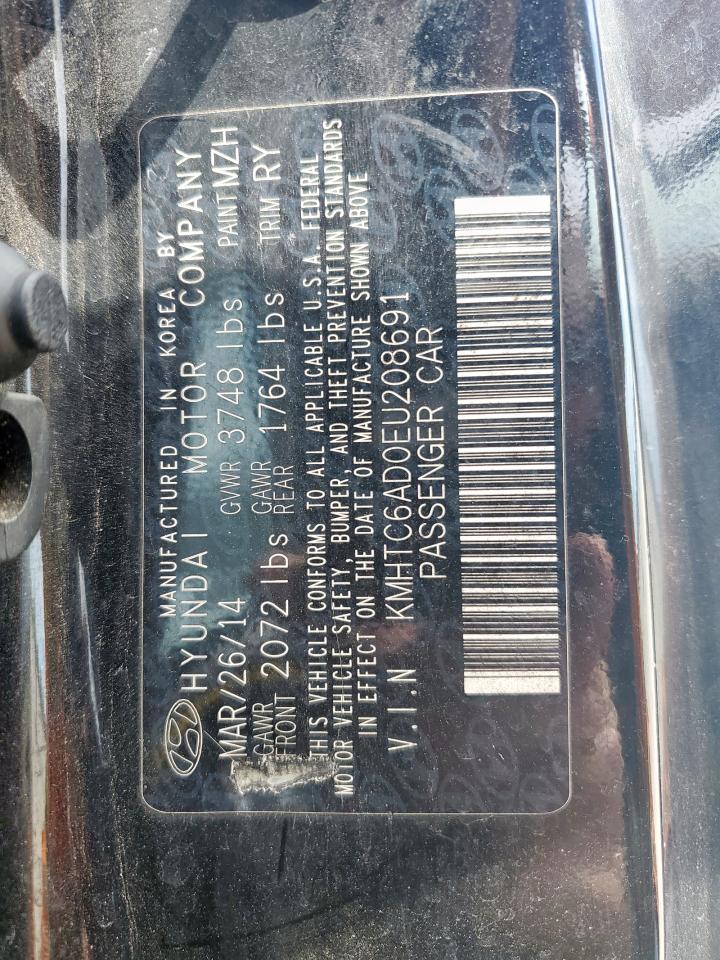 MANUFACTURED IN KOREA BY
HYUNDAI MOTOR COMPANY
MAR/26/14 GVWR 3748 lbs PAINT MZH
GAWR FRONT 2072 lbs GAWR REAR 1764 lbs TRIM RY
THIS VEHICLE CONFORMS TO ALL APPLICABLE U.S.A. FEDERAL
MOTOR VEHICLE SAFETY, BUMPER, AND THEFT PREVENTION STANDARDS
IN EFFECT ON THE DATE OF MANUFACTURE SHOWN ABOVE
V.I.N KMHTC6AD0EU208691
PASSENGER CAR